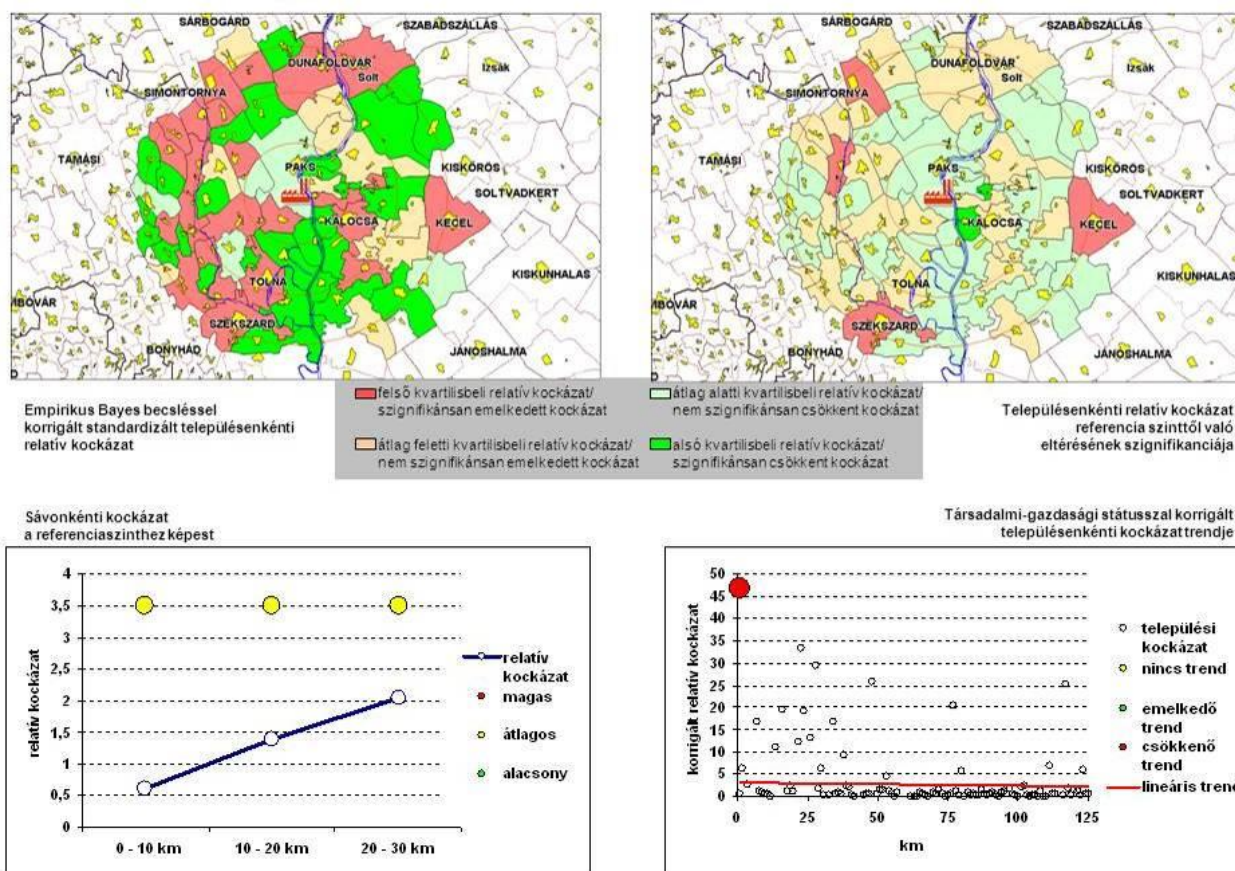 SÁRBOGÁRD
SZABADSZÁLLÁS
DUNAFÖLDVÁR
Izsák
Solt
SIMONTORNYA
TAMÁSI
PAKS
KISKŐRÖS
SOLTVADKERT
KALOCSA
KECEL
KISKUNHALAS
TOLNA
MBÓVÁR
SZEKSZÁRD
BONYHÁD
JÁNOSHALMA
SÁRBOGÁRD
SZABADSZÁLLÁS
DUNAFÖLDVÁR
Izsák
Solt
SIMONTORNYA
TAMÁSI
PAKS
KISKŐRÖS
SOLTVADKERT
KALOCSA
KECEL
KISKUNHALAS
TOLNA
MBÓVÁR
SZEKSZÁRD
BONYHÁD
JÁNOSHALMA
Empirikus Bayes becsléssel
korrigált standardizált településenkénti
relatív kockázat
felső kvartilisbeli relatív kockázat/
szignifikánsan emelkedett kockázat
átlag feletti kvartilisbeli relatív kockázat/
nem szignifikánsan emelkedett kockázat
átlag alatti kvartilisbeli relatív kockázat/
nem szignifikánsan csökkent kockázat
alsó kvartilisbeli relatív kockázat/
szignifikánsan csökkent kockázat
Településenkénti relatív kockázat
referencia szinttől való
eltérésének szignifikanciája
Sávonkénti kockázat
a referenciaszinthez képest
4
3,5
3
2,5
2
1,5
1
0,5
0
relatív kockázat
0 - 10 km
10 - 20 km
20 - 30 km
relatív
kockázat
magas
átlagos
alacsony
Társadalmi-gazdasági státusszal korrigált
településenkénti kockázat trendje
50
45
40
35
30
25
20
15
10
5
0
korrigált relatív kockázat
0
25
50
75
100
125
km
települési
kockázat
nincs trend
emelkedő
trend
csökkenő
trend
lineáris trend